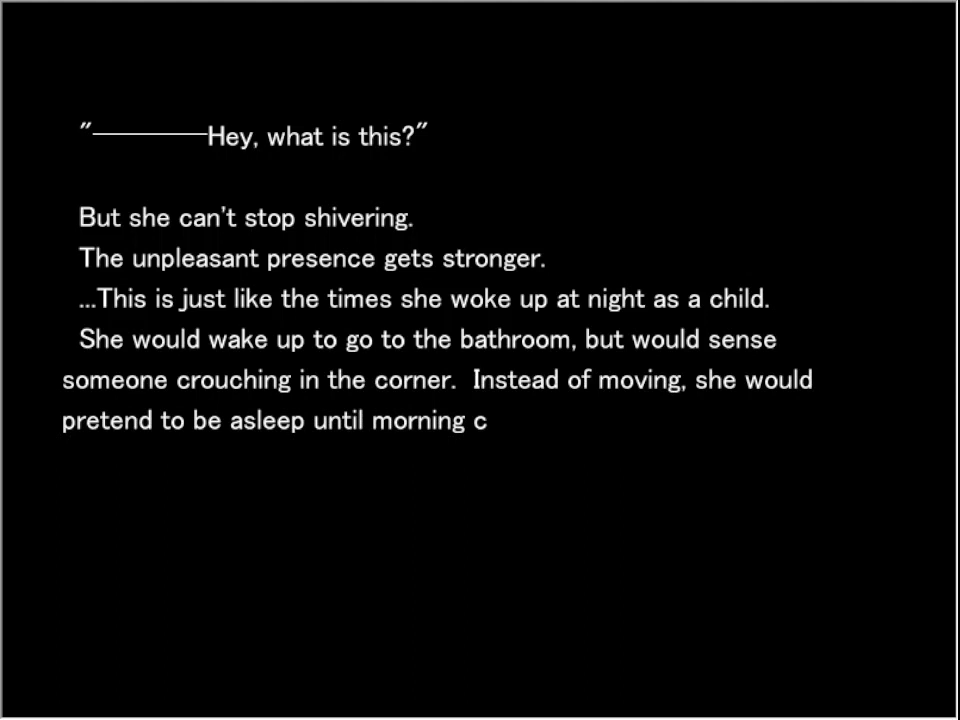 "————Hey, what is this?"
But she can't stop shivering.
The unpleasant presence gets stronger.
...This is just like the times she woke up at night as a child.
She would wake up to go to the bathroom, but would sense
someone crouching in the corner.  Instead of moving, she would
pretend to be asleep until morning c